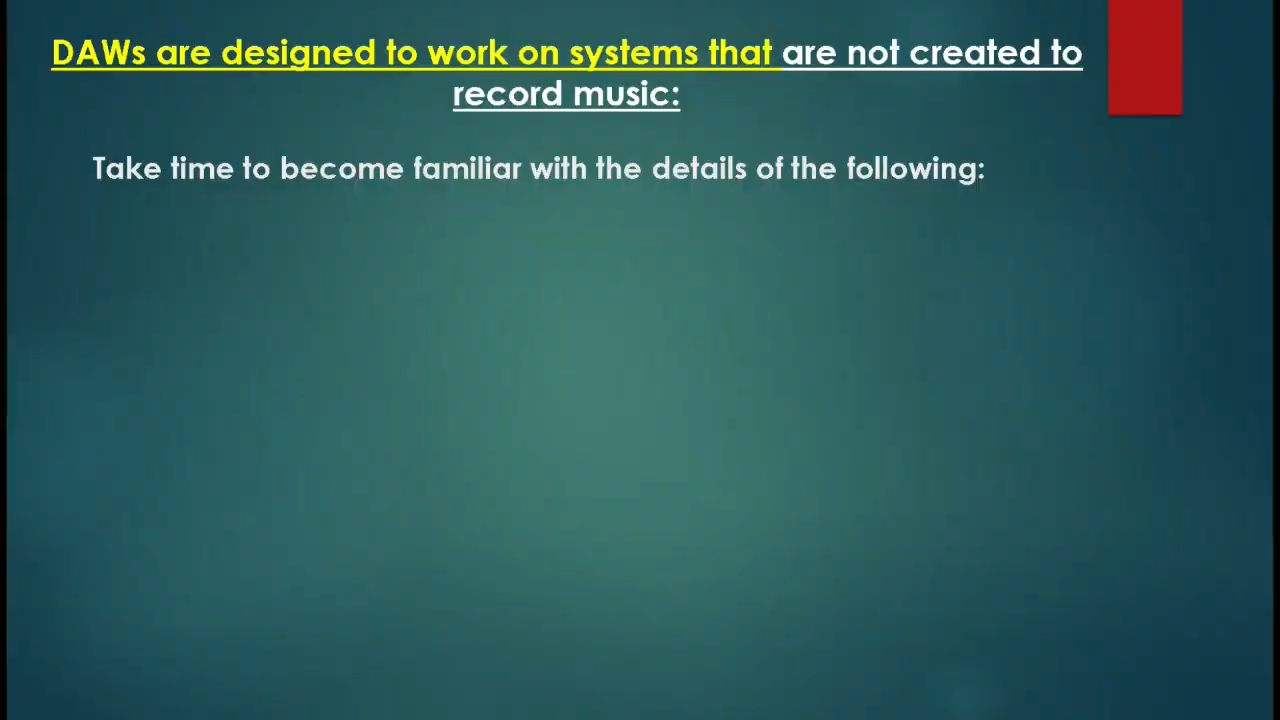 DAWs are designed to work on systems that are not created to
record music:
Take time to become familiar with the details of the following: